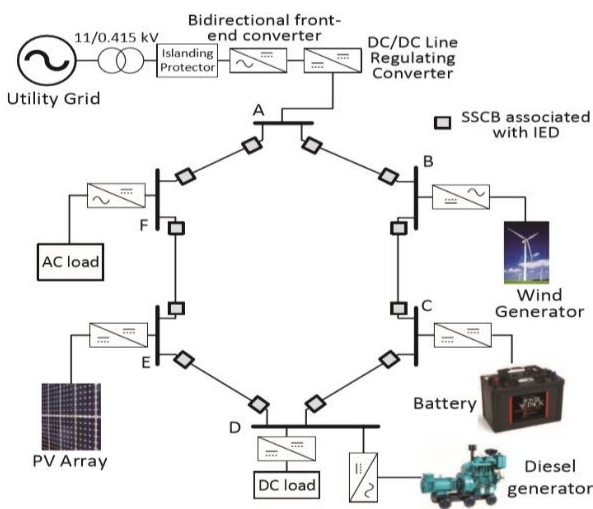 Bidirectional front-
end converter
11/0.415 kV
Islanding
Protector
DC/DC Line
Regulating
Converter
Utility Grid
A
SSCB associated
with IED
B
F
AC load
Wind
Generator
C
E
Battery
PV Array
D
DC load
Diesel
generator